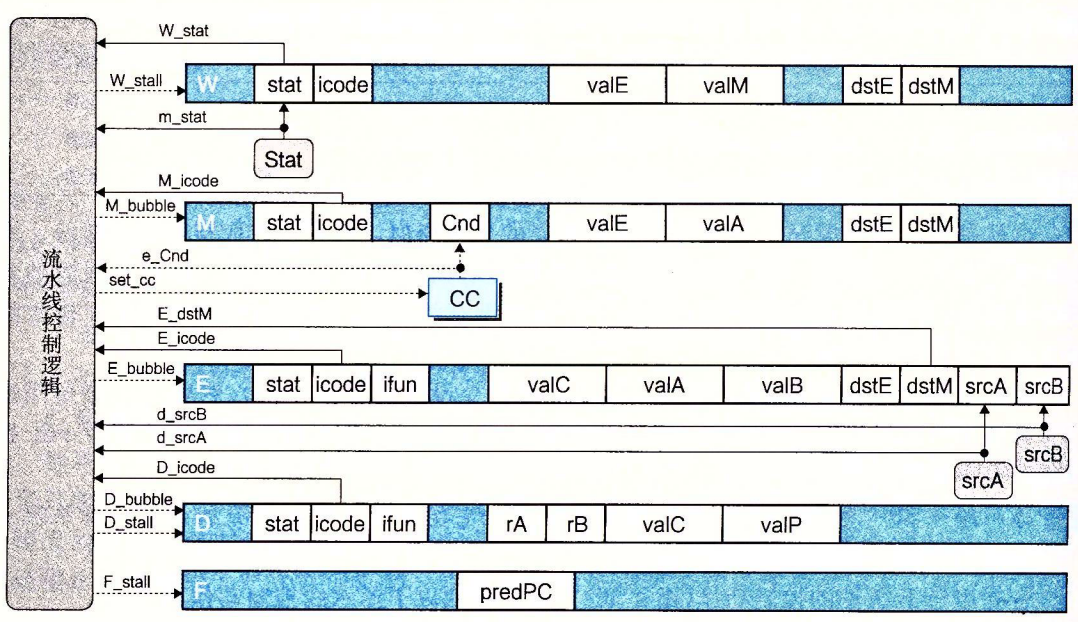 W_stat
W_stall
W stat icode valE valM dstE dstM
m_stat
Stat
M_icode
M_bubble
M stat icode Cnd valE valA dstE dstM
e_Cnd
set_cc
CC
E_dstM
E_icode
E_bubble
E stat icode ifun valC valA valB dstE dstM srcA srcB
d_srcB
d_srcA
srcB
srcA
D_icode
D_bubble
D_stall
D stat icode ifun rA rB valC valP
F_stall
F predPC
流水线控制逻辑